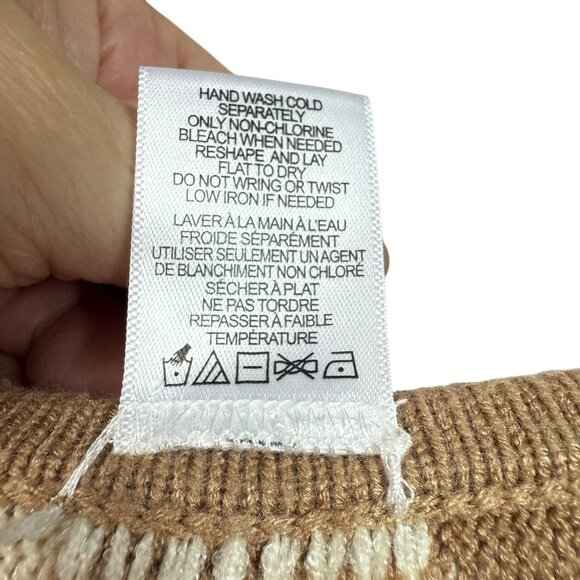 HAND WASH COLD
SEPARATELY
ONLY NON-CHLORINE
BLEACH WHEN NEEDED
RESHAPE AND LAY
FLAT TO DRY
DO NOT WRING OR TWIST
LOW IRON IF NEEDED
LAVER À LA MAIN À L'EAU
FROIDE SÉPARÉMENT
UTILISER SEULEMENT UN AGENT
DE BLANCHIMENT NON CHLORÉ
SÉCHER À PLAT
NE PAS TORDRE
REPASSER À FAIBLE
TEMPÉRATURE